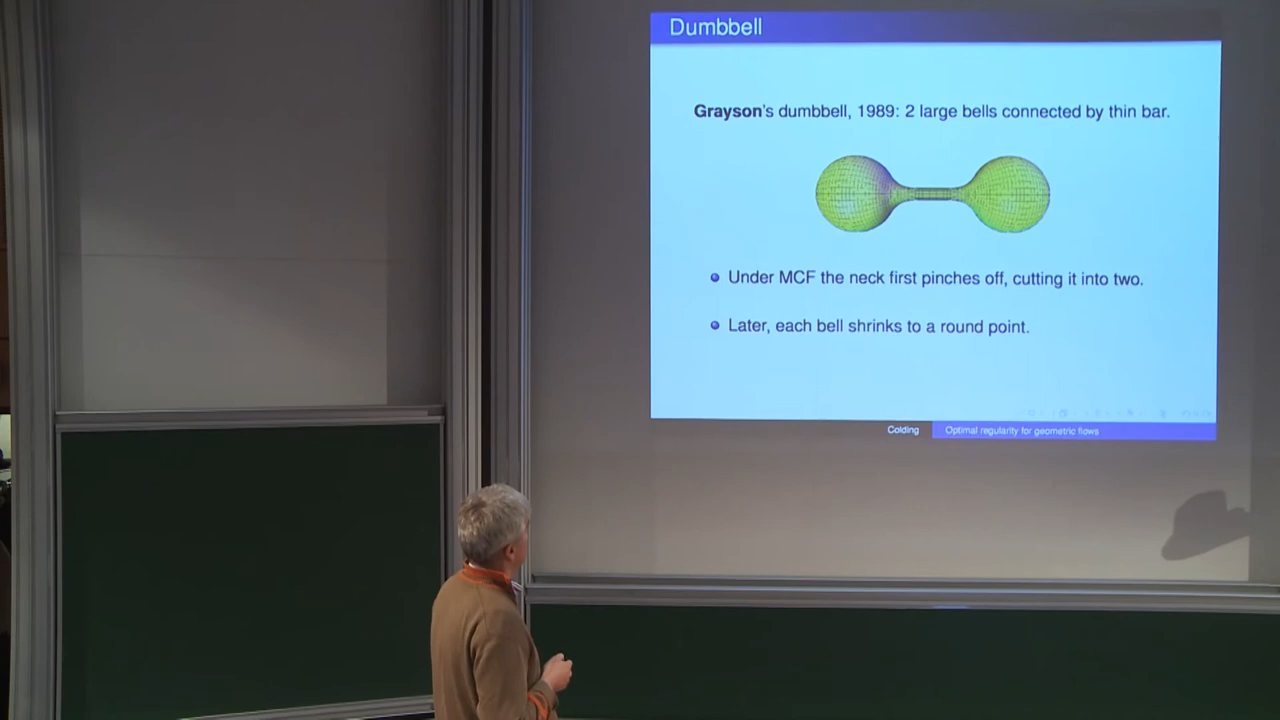 Dumbbell
Grayson's dumbbell, 1989: 2 large bells connected by thin bar.
Under MCF the neck first pinches off, cutting it into two.
Later, each bell shrinks to a round point.
Colding Optimal regularity for geometric flows